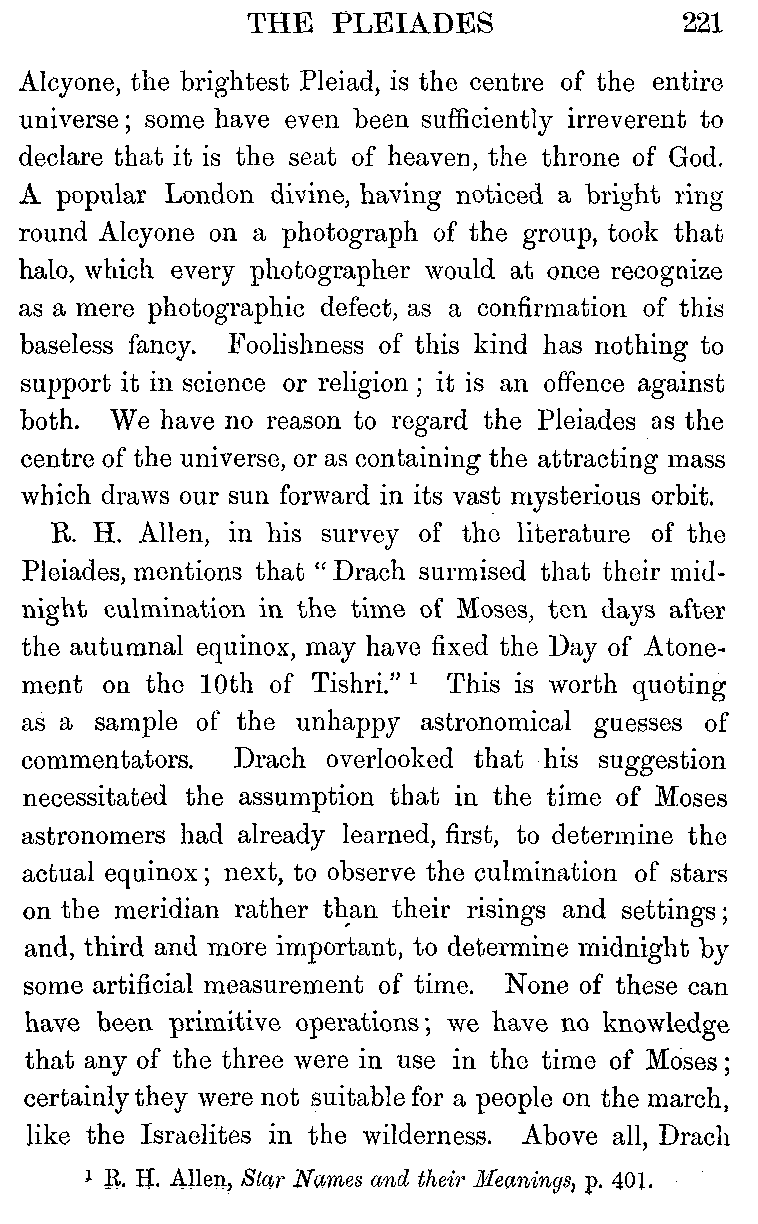 THE PLEIADES 221
Alcyone, the brightest Pleiad, is the centre of the entire
universe; some have even been sufficiently irreverent to
declare that it is the seat of heaven, the throne of God.
A popular London divine, having noticed a bright ring
round Alcyone on a photograph of the group, took that
halo, which every photographer would at once recognize
as a mere photographic defect, as a confirmation of this
baseless fancy. Foolishness of this kind has nothing to
support it in science or religion; it is an offence against
both. We have no reason to regard the Pleiades as the
centre of the universe, or as containing the attracting mass
which draws our sun forward in its vast mysterious orbit.
R. H. Allen, in his survey of the literature of the
Pleiades, mentions that "Drach surmised that their mid-
night culmination in the time of Moses, ten days after
the autumnal equinox, may have fixed the Day of Atone-
ment on the 10th of Tishri." ¹ This is worth quoting
as a sample of the unhappy astronomical guesses of
commentators. Drach overlooked that his suggestion
necessitated the assumption that in the time of Moses
astronomers had already learned, first, to determine the
actual equinox; next, to observe the culmination of stars
on the meridian rather than their risings and settings;
and, third and more important, to determine midnight by
some artificial measurement of time. None of these can
have been primitive operations; we have no knowledge
that any of the three were in use in the time of Moses;
certainly they were not suitable for a people on the march,
like the Israelites in the wilderness. Above all, Drach
¹ R. H. Allen, Star Names and their Meanings, p. 401.